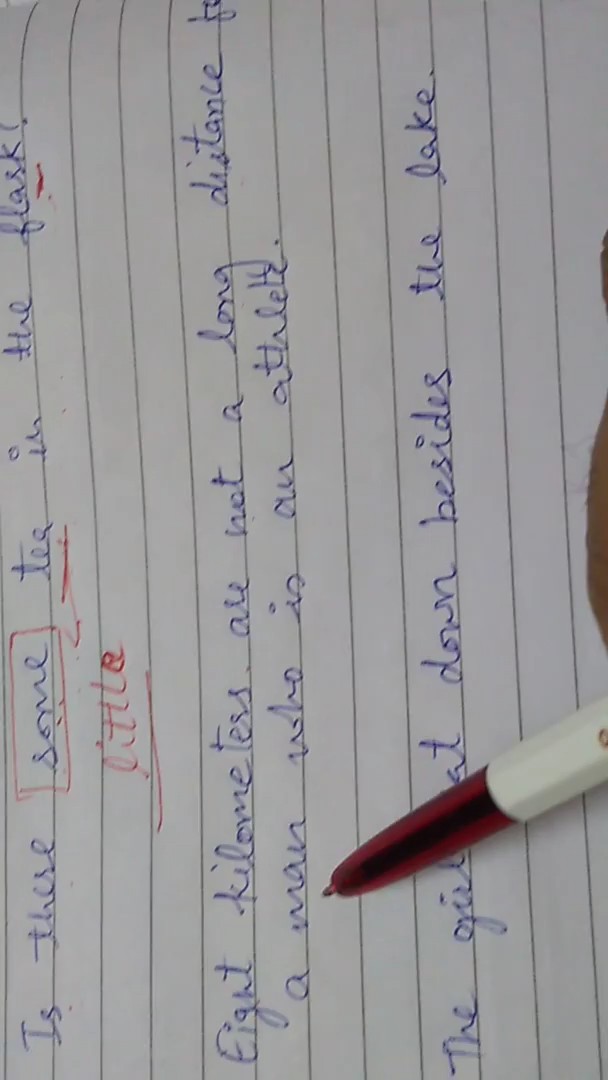 Is there some tea in the flask?
little
Eight kilometers are not a long distance
a man who is an athlete.
The at down besides the lake.